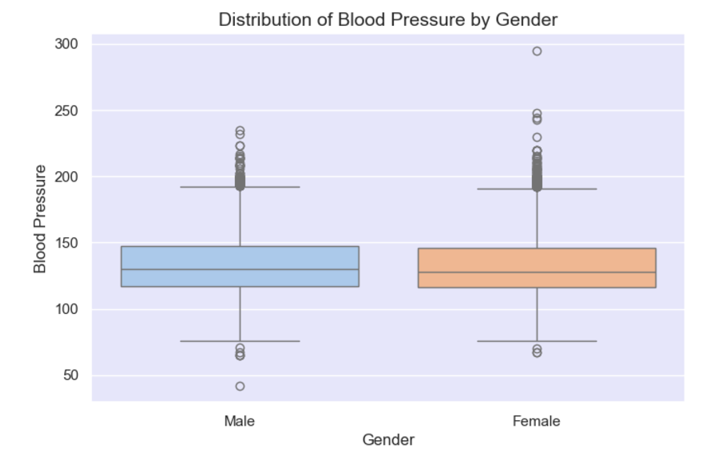 Distribution of Blood Pressure by Gender
300
250
200
150
100
50
Blood Pressure
Male Female
Gender